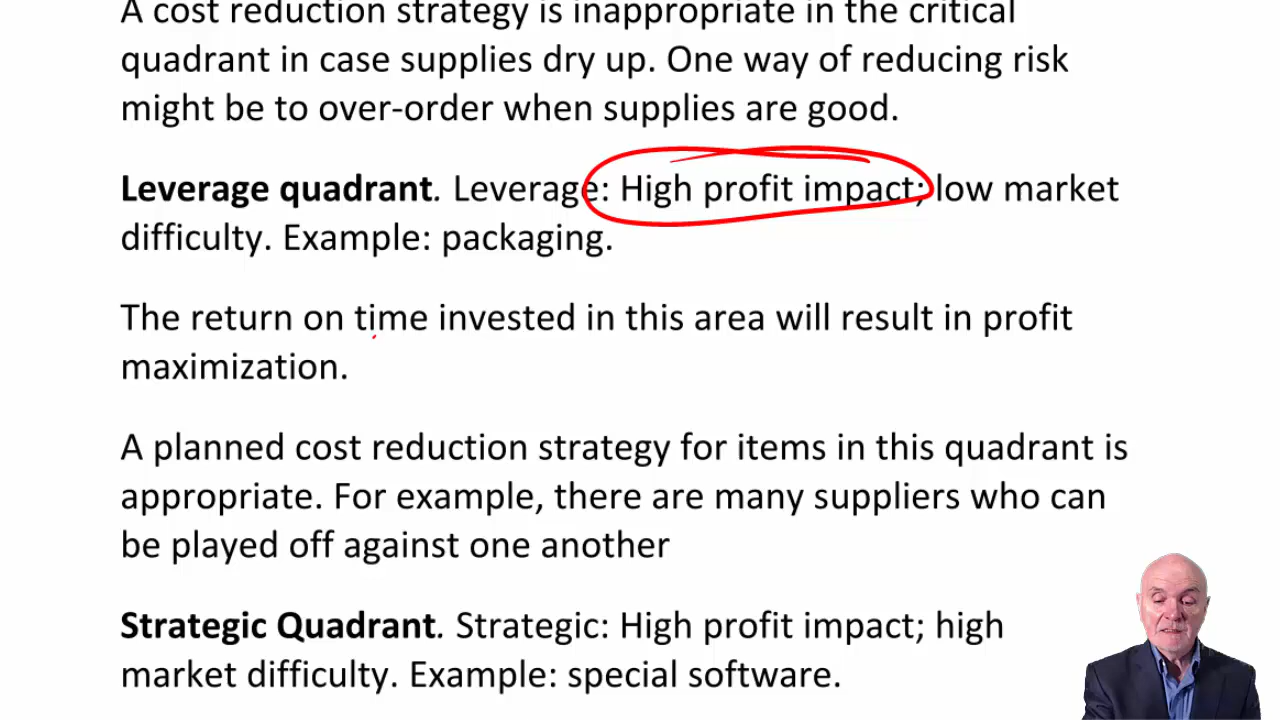 A cost reduction strategy is inappropriate in the critical
quadrant in case supplies dry up. One way of reducing risk
might be to over-order when supplies are good.
Leverage quadrant. Leverage: High profit impact; low market
difficulty. Example: packaging.
The return on time invested in this area will result in profit
maximization.
A planned cost reduction strategy for items in this quadrant is
appropriate. For example, there are many suppliers who can
be played off against one another
Strategic Quadrant. Strategic: High profit impact; high
market difficulty. Example: special software.